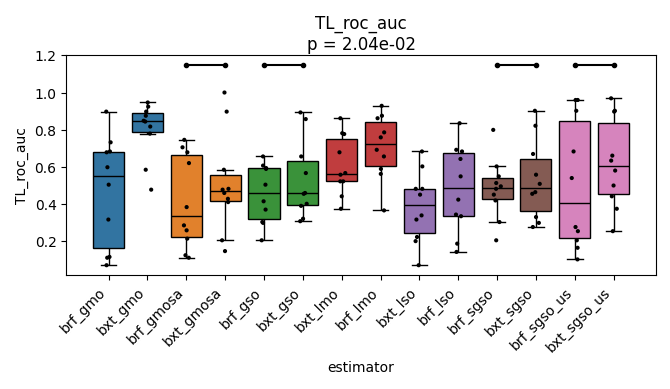 TL_roc_auc
p = 2.04e-02
TL_roc_auc
1.2
1.0
0.8
0.6
0.4
0.2
brf_gmo
bxt_gmo
brf_gmosa
bxt_gmosa
brf_gso
bxt_gso
bxt_lmo
brf_lmo
bxt_lso
brf_lso
brf_sgso
bxt_sgso
brf_sgso_us
bxt_sgso_us
estimator